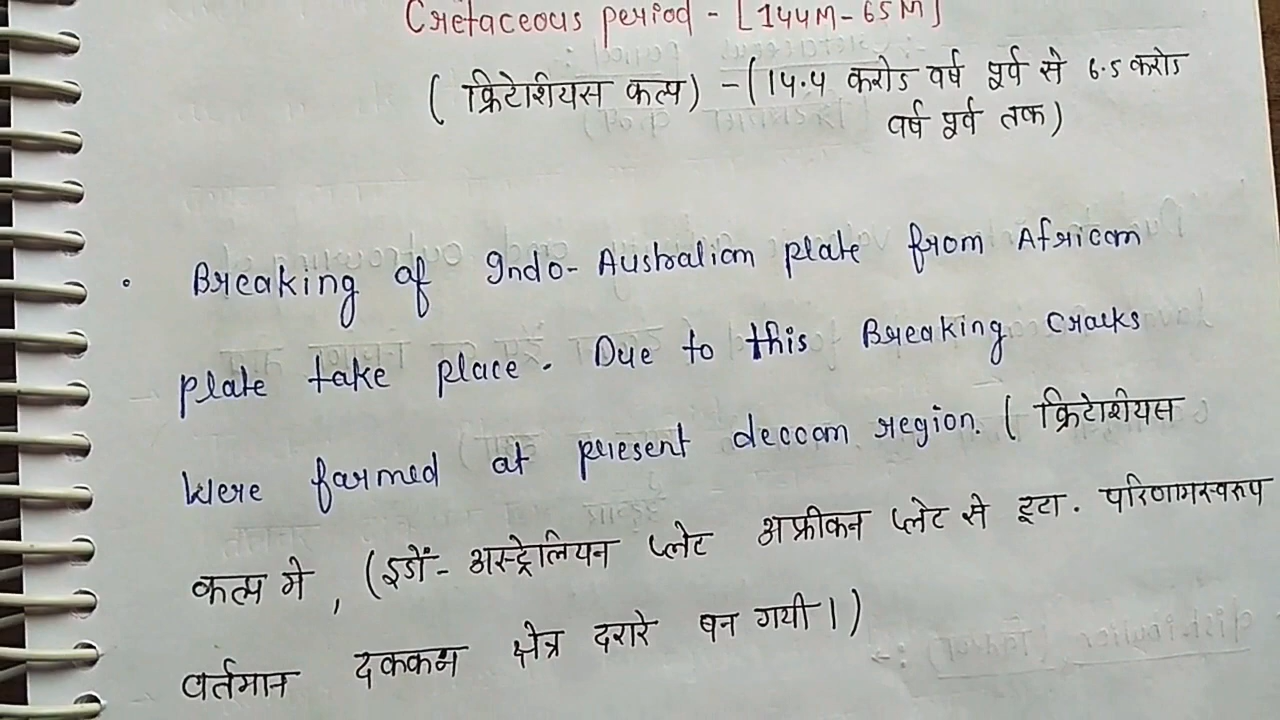 Cretaceous period - [144M - 65M]
( क्रिटेशियस कल्प) - (14.4 करोड वर्ष पूर्व से 6.5 करोड
वर्ष पूर्व तक)
• Breaking of Indo- Australian plate from African
plate take place. Due to this Breaking cracks
were farmed at present deccan region. ( क्रिटेशियस
कल्प मे , (इडों- अस्ट्रेलियन प्लेट अफ्रीकन प्लेट से टूटा. परिणामस्वरूप
वर्तमान दककन क्षेत्र दरारे बन गयी।)